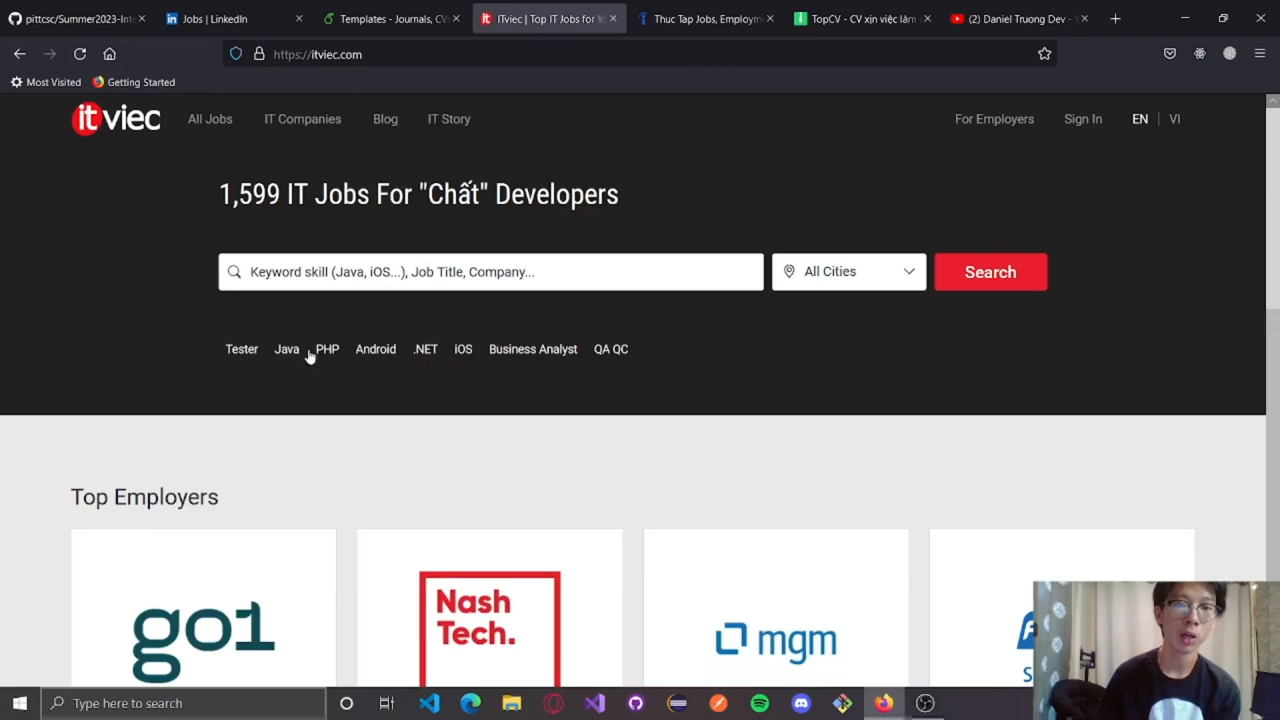 pittcsc/Summer2023-Int
Jobs | LinkedIn
Templates - Journals, CV
ITviec | Top IT Jobs for Yo
Thuc Tap Jobs, Employm
TopCV - CV xịn việc làm
(2) Daniel Truong Dev - Y
https://itviec.com
Most Visited
Getting Started
itviec
All Jobs
IT Companies
Blog
IT Story
For Employers
Sign In
EN | VI
1,599 IT Jobs For "Chất" Developers
Keyword skill (Java, iOS...), Job Title, Company...
All Cities
Search
Tester Java PHP Android .NET iOS Business Analyst QA QC
Top Employers
go1
Nash
Tech.
mgm
Type here to search